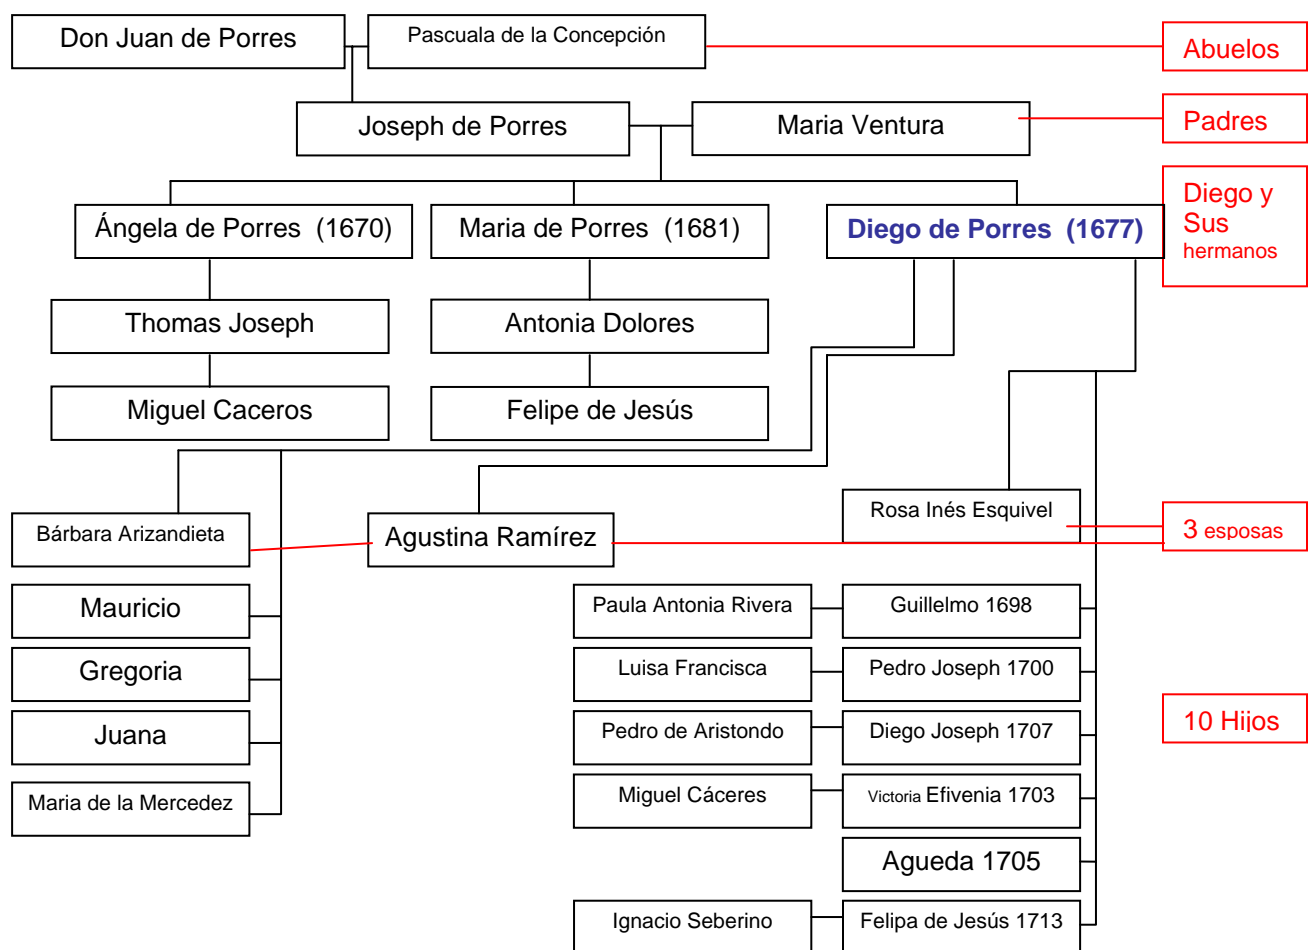 Don Juan de Porres
Pascuala de la Concepción
Abuelos
Joseph de Porres
Maria Ventura
Padres
Ángela de Porres (1670)
Maria de Porres (1681)
Diego de Porres (1677)
Diego y
Sus
hermanos
Thomas Joseph
Antonia Dolores
Miguel Caceros
Felipe de Jesús
Bárbara Arizandieta
Agustina Ramírez
Rosa Inés Esquivel
3 esposas
Mauricio
Paula Antonia Rivera
Guillelmo 1698
Gregoria
Luisa Francisca
Pedro Joseph 1700
Juana
Pedro de Aristondo
Diego Joseph 1707
10 Hijos
Maria de la Mercedez
Miguel Cáceres
Victoria Efivenia 1703
Agueda 1705
Ignacio Seberino
Felipa de Jesús 1713